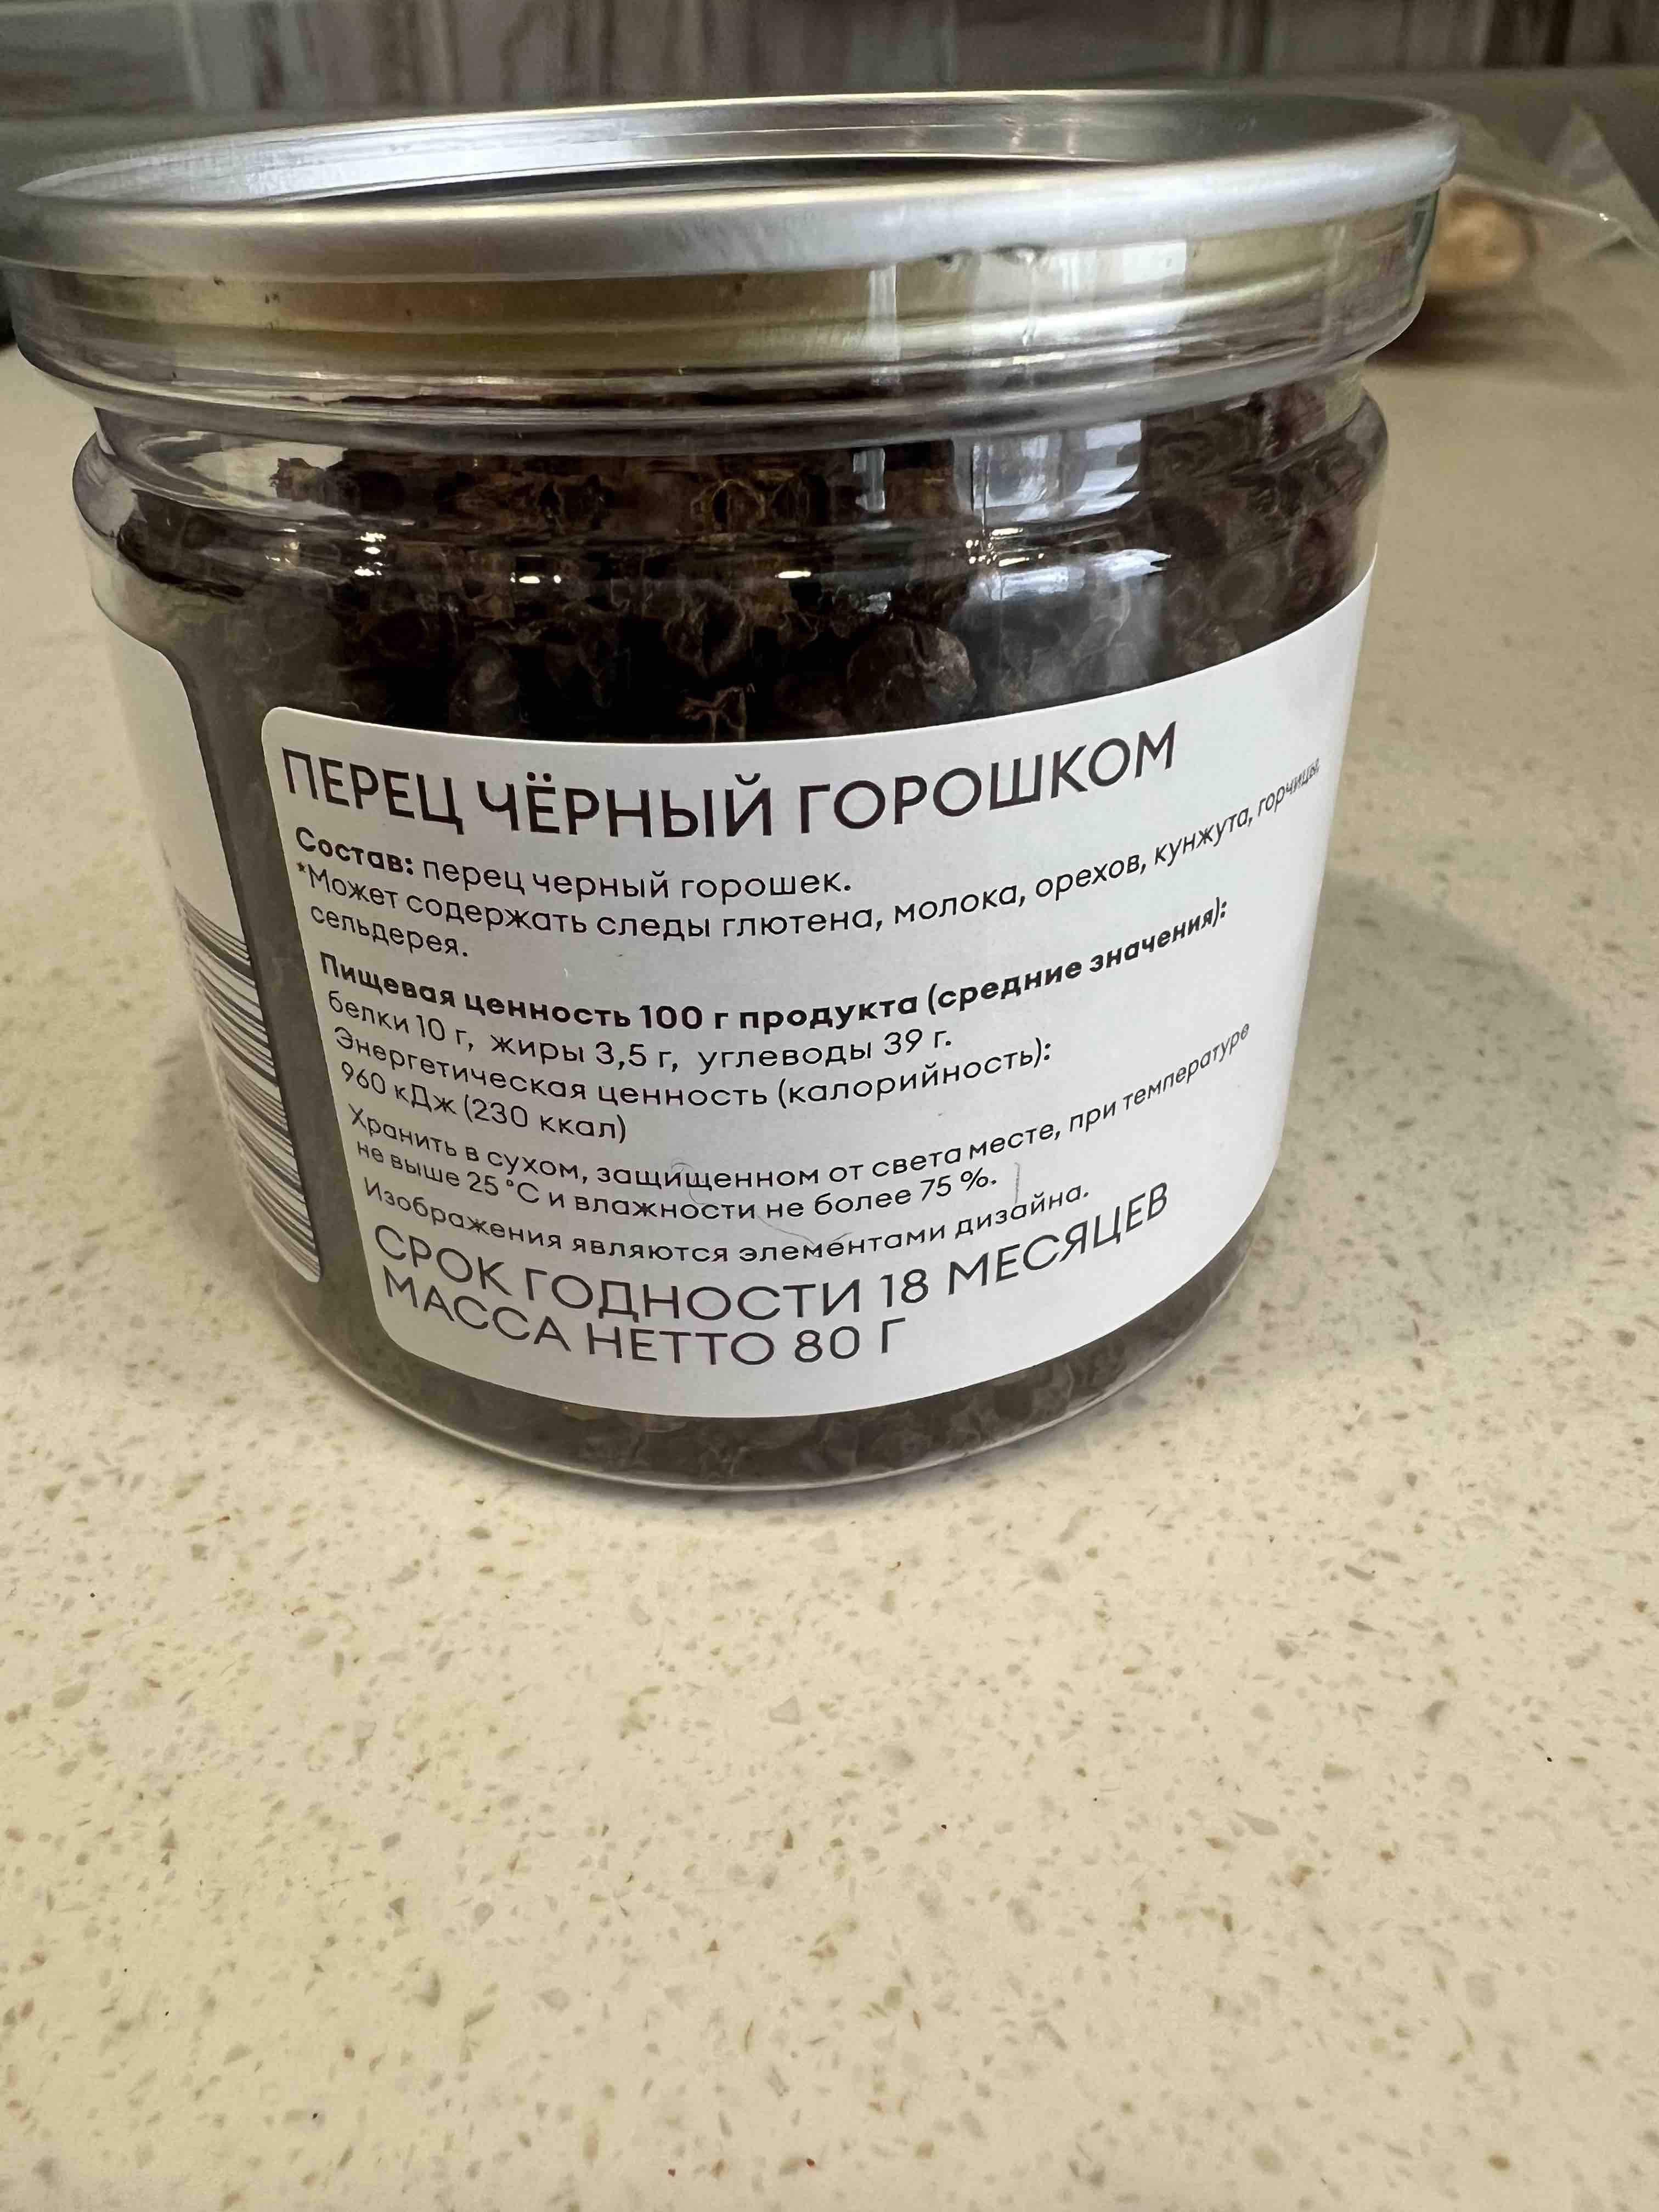 ПЕРЕЦ ЧЁРНЫЙ ГОРОШКОМ
Состав: перец черный горошек.
*Может содержать следы глютена, молока, орехов, кунжута, горчицы,
сельдерея.
Пищевая ценность 100 г продукта (средние значения):
белки 10 г, жиры 3,5 г, углеводы 39 г.
Энергетическая ценность (калорийность):
960 кДж (230 ккал)
Хранить в сухом, защищенном от света месте, при температуре
не выше 25 °С и влажности не более 75 %.
Изображения являются элементами дизайна.
СРОК ГОДНОСТИ 18 МЕСЯЦЕВ
МАССА НЕТТО 80 Г